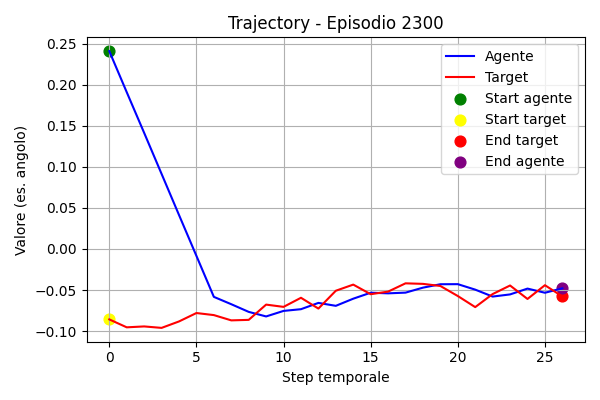 Trajectory - Episodio 2300
Valore (es. angolo)
0.25
0.20
0.15
0.10
0.05
0.00
−0.05
−0.10
Agente
Target
Start agente
Start target
End target
End agente
0 5 10 15 20 25
Step temporale